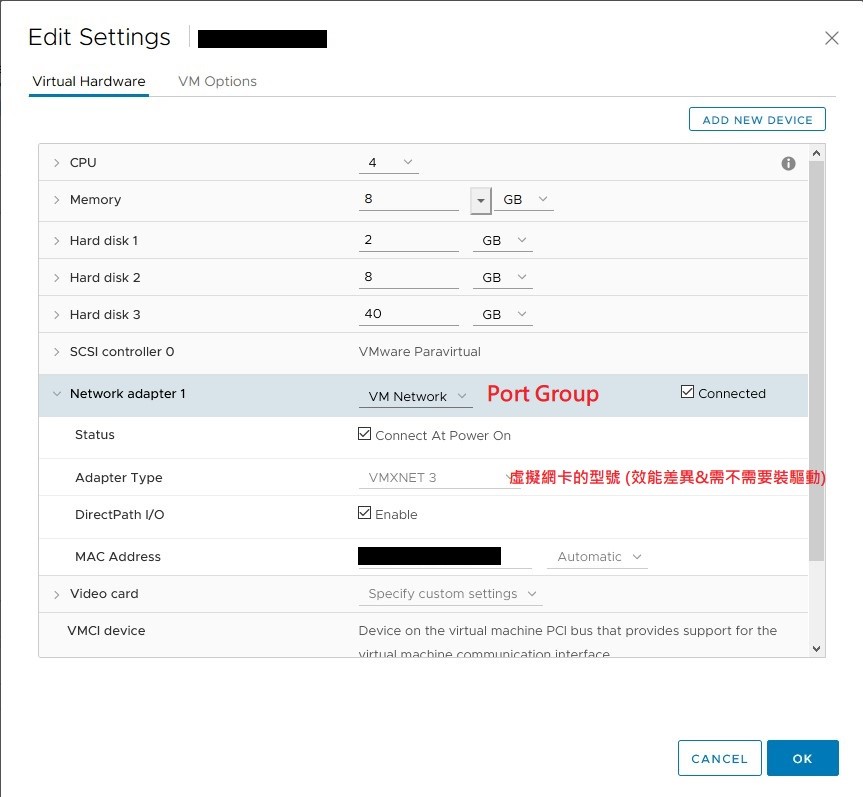 Edit Settings
Virtual Hardware VM Options
ADD NEW DEVICE
CPU 4
Memory 8 GB
Hard disk 1 2 GB
Hard disk 2 8 GB
Hard disk 3 40 GB
SCSI controller 0 VMware Paravirtual
Network adapter 1 VM Network Port Group Connected
Status Connect At Power On
Adapter Type VMXNET 3 虛擬網卡的型號 (效能差異&需不需要裝驅動)
DirectPath I/O Enable
MAC Address Automatic
Video card Specify custom settings
VMCI device Device on the virtual machine PCI bus that provides support for the
virtual machine communication interface
CANCEL OK